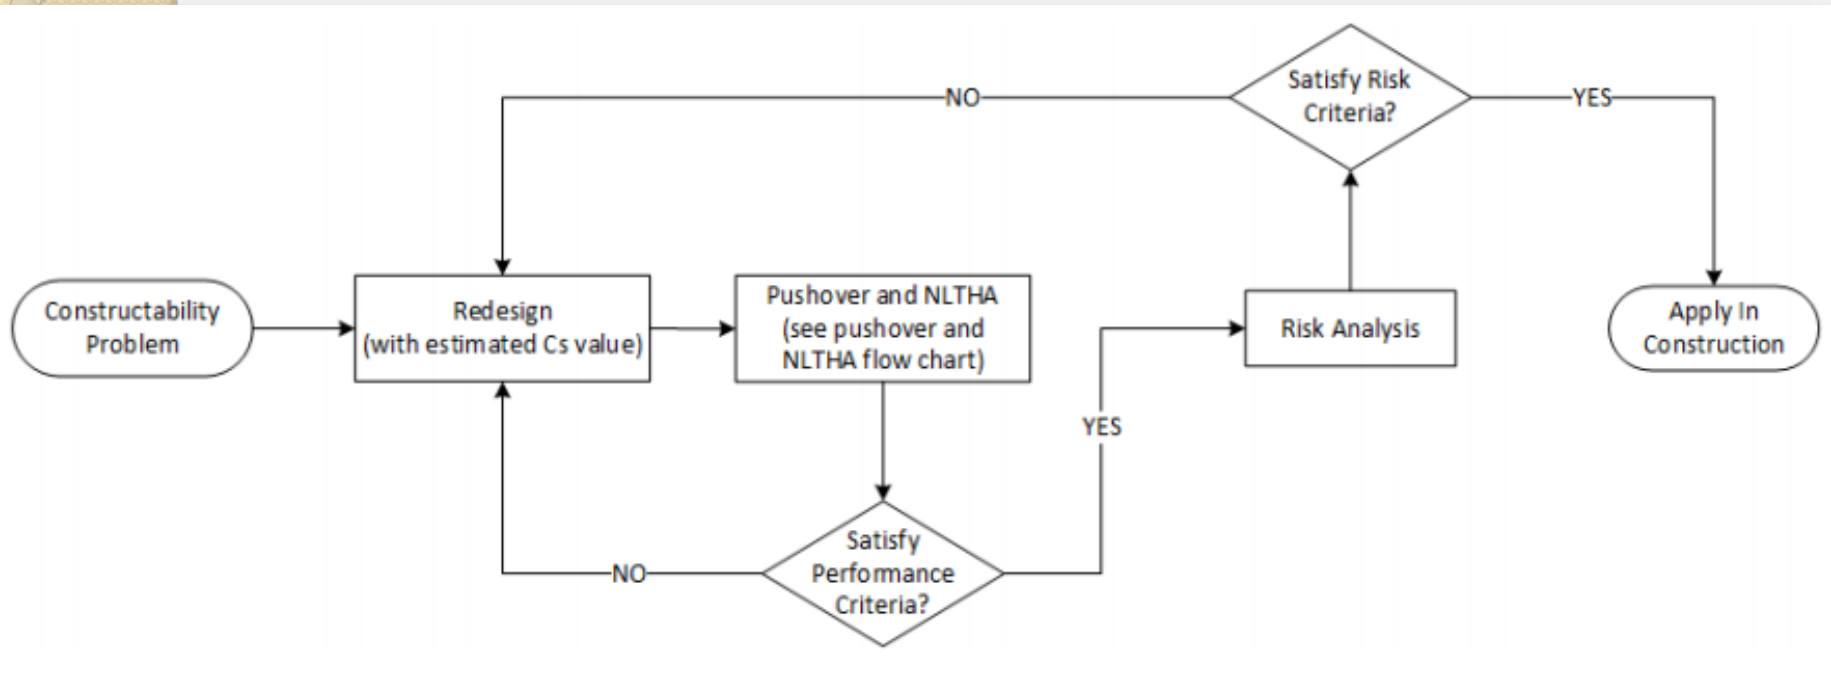 Constructability
Problem
Redesign
(with estimated Cs value)
Pushover and NLTHA
(see pushover and
NLTHA flow chart)
Satisfy
Performance
Criteria?
NO
YES
Risk Analysis
Satisfy Risk
Criteria?
NO
YES
Apply In
Construction